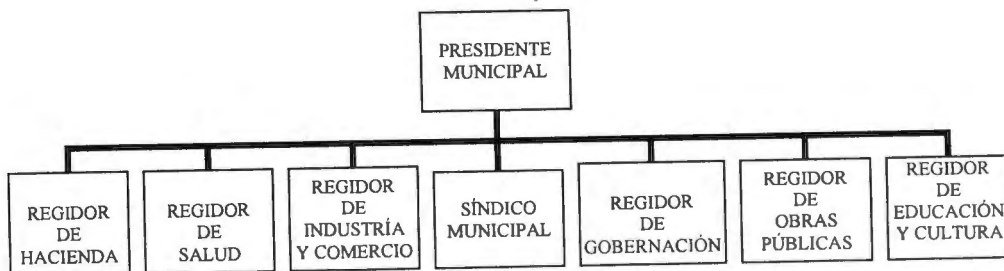 PRESIDENTE
MUNICIPAL
REGIDOR
DE
HACIENDA
REGIDOR
DE
SALUD
REGIDOR
DE
INDUSTRÍA
Y COMERCIO
SÍNDICO
MUNICIPAL
REGIDOR
DE
GOBERNACIÓN
REGIDOR
DE
OBRAS
PÚBLICAS
REGIDOR
DE
EDUCACIÓN
Y CULTURA